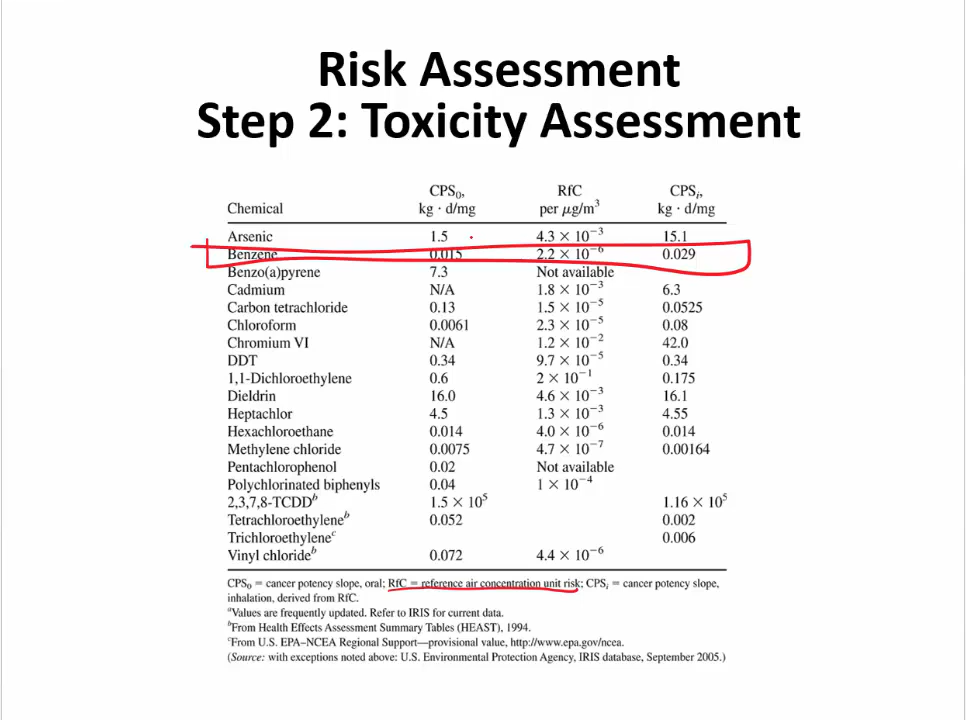 Risk Assessment
Step 2: Toxicity Assessment
CPS₀, RfC CPSᵢ,
Chemical kg · d/mg per μg/m³ kg · d/mg
Arsenic 1.5 4.3 × 10⁻³ 15.1
Benzene 0.015 2.2 × 10⁻⁶ 0.029
Benzo(a)pyrene 7.3 Not available
Cadmium N/A 1.8 × 10⁻³ 6.3
Carbon tetrachloride 0.13 1.5 × 10⁻⁵ 0.0525
Chloroform 0.0061 2.3 × 10⁻⁵ 0.08
Chromium VI N/A 1.2 × 10⁻² 42.0
DDT 0.34 9.7 × 10⁻⁵ 0.34
1,1-Dichloroethylene 0.6 2 × 10⁻¹ 0.175
Dieldrin 16.0 4.6 × 10⁻³ 16.1
Heptachlor 4.5 1.3 × 10⁻³ 4.55
Hexachloroethane 0.014 4.0 × 10⁻⁶ 0.014
Methylene chloride 0.0075 4.7 × 10⁻⁷ 0.00164
Pentachlorophenol 0.02 Not available
Polychlorinated biphenyls 0.04 1 × 10⁻⁴
2,3,7,8-TCDDᵇ 1.5 × 10⁵ 1.16 × 10⁵
Tetrachloroethyleneᵇ 0.052 0.002
Trichloroethyleneᶜ 0.006
Vinyl chlorideᵇ 0.072 4.4 × 10⁻⁶
CPS₀ = cancer potency slope, oral; RfC = reference air concentration unit risk; CPSᵢ = cancer potency slope,
inhalation, derived from RfC.
ᵃValues are frequently updated. Refer to IRIS for current data.
ᵇFrom Health Effects Assessment Summary Tables (HEAST), 1994.
ᶜFrom U.S. EPA–NCEA Regional Support—provisional value, http://www.epa.gov/ncea.
(Source: with exceptions noted above: U.S. Environmental Protection Agency, IRIS database, September 2005.)